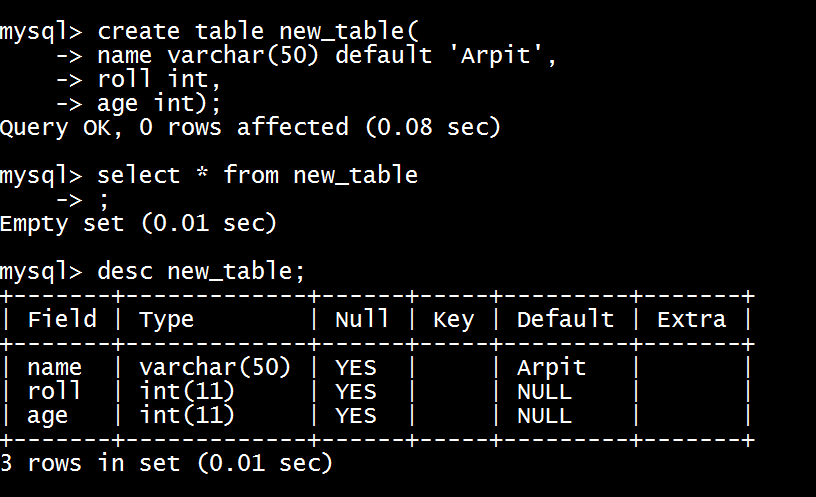 mysql> create table new_table(
    -> name varchar(50) default 'Arpit',
    -> roll int,
    -> age int);
Query OK, 0 rows affected (0.08 sec)

mysql> select * from new_table
    -> ;
Empty set (0.01 sec)

mysql> desc new_table;
+-------+-------------+------+-----+---------+-------+
| Field | Type        | Null | Key | Default | Extra |
+-------+-------------+------+-----+---------+-------+
| name  | varchar(50) | YES  |     | Arpit   |       |
| roll  | int(11)     | YES  |     | NULL    |       |
| age   | int(11)     | YES  |     | NULL    |       |
+-------+-------------+------+-----+---------+-------+
3 rows in set (0.01 sec)